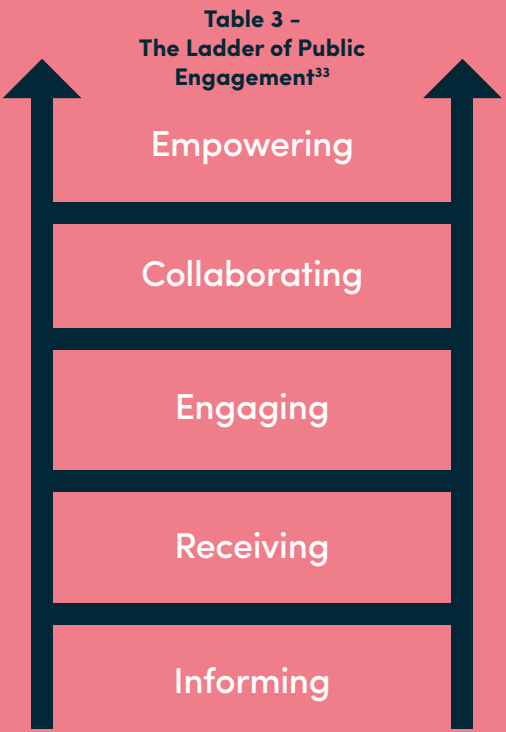 Table 3 –
The Ladder of Public
Engagement³³
Empowering
Collaborating
Engaging
Receiving
Informing